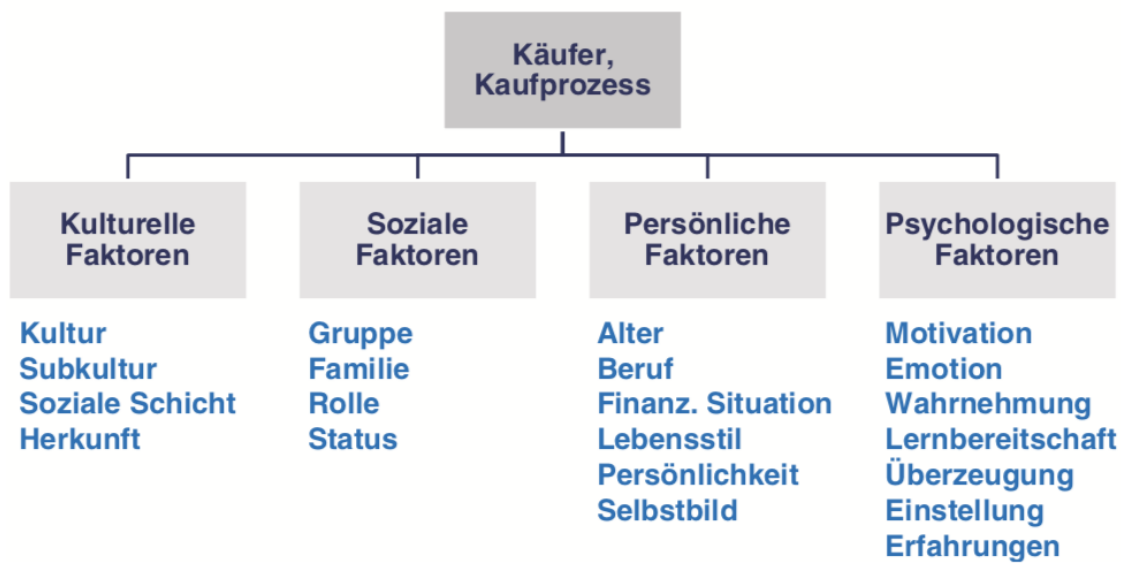 Käufer,
Kaufprozess
Kulturelle
Faktoren
Kultur
Subkultur
Soziale Schicht
Herkunft
Soziale
Faktoren
Gruppe
Familie
Rolle
Status
Persönliche
Faktoren
Alter
Beruf
Finanz. Situation
Lebensstil
Persönlichkeit
Selbstbild
Psychologische
Faktoren
Motivation
Emotion
Wahrnehmung
Lernbereitschaft
Überzeugung
Einstellung
Erfahrungen